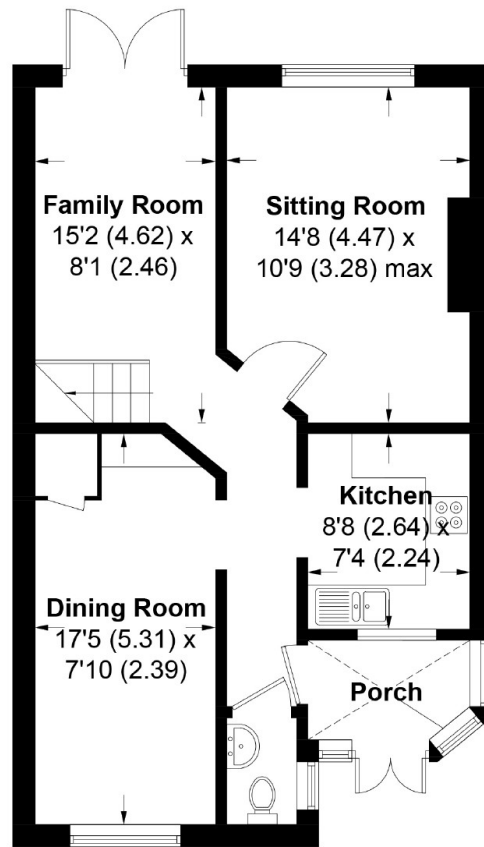 Family Room
15'2 (4.62) x
8'1 (2.46)
Sitting Room
14'8 (4.47) x
10'9 (3.28) max
Kitchen
8'8 (2.64) x
7'4 (2.24)
Dining Room
17'5 (5.31) x
7'10 (2.39)
Porch